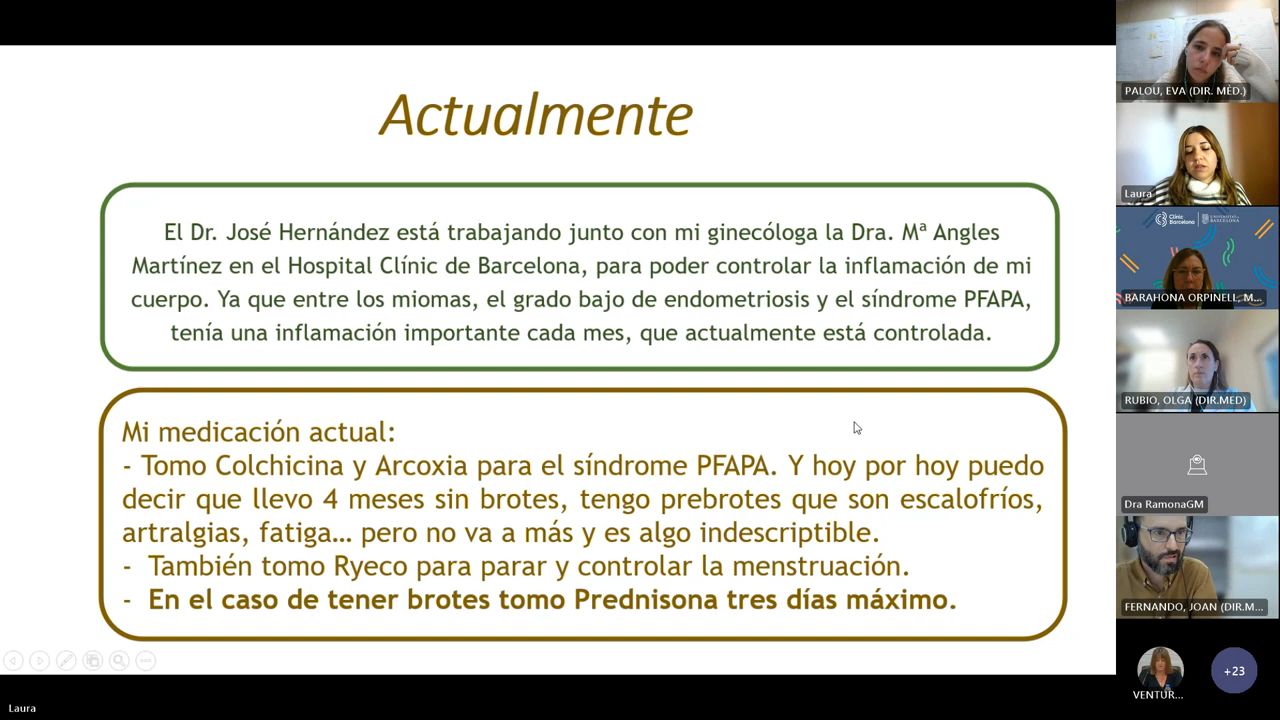 Actualmente
El Dr. José Hernández está trabajando junto con mi ginecóloga la Dra. Mª Angles
Martínez en el Hospital Clínic de Barcelona, para poder controlar la inflamación de mi
cuerpo. Ya que entre los miomas, el grado bajo de endometriosis y el síndrome PFAPA,
tenía una inflamación importante cada mes, que actualmente está controlada.
Mi medicación actual:
- Tomo Colchicina y Arcoxia para el síndrome PFAPA. Y hoy por hoy puedo
decir que llevo 4 meses sin brotes, tengo prebrotes que son escalofríos,
artralgias, fatiga... pero no va a más y es algo indescriptible.
- También tomo Ryeco para parar y controlar la menstruación.
- En el caso de tener brotes tomo Prednisona tres días máximo.
PALOU, EVA (DIR. MÈD.)
Laura
Clínic
Barcelona
UNIVERSITAT DE
BARCELONA
BARAHONA ORPINELL, M...
RUBIO, OLGA (DIR.MED)
Dra RamonaGM
FERNANDO, JOAN (DIR.M...
VENTUR...
+23
Laura